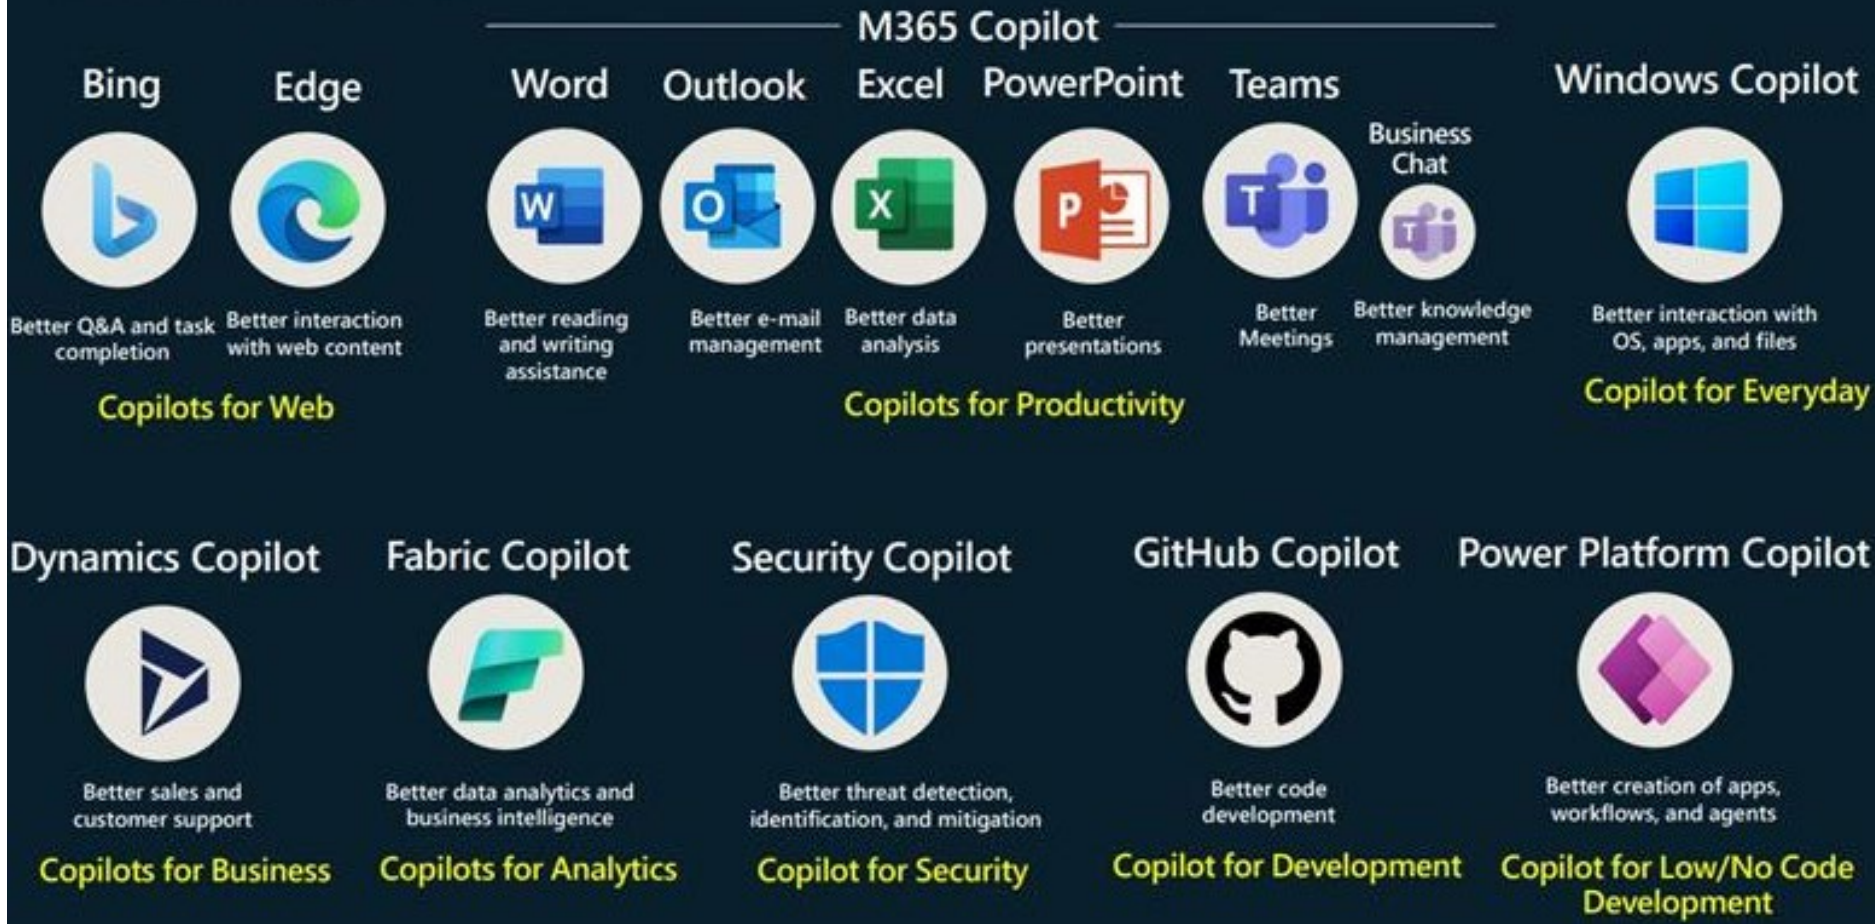 M365 Copilot
Bing
Edge
Word
Outlook
Excel
PowerPoint
Teams
Business
Chat
Windows Copilot
W
O
X
P
T
T
Better Q&A and task
completion
Better interaction
with web content
Better reading
and writing
assistance
Better e-mail
management
Better data
analysis
Better
presentations
Better
Meetings
Better knowledge
management
Better interaction with
OS, apps, and files
Copilots for Web
Copilots for Productivity
Copilot for Everyday
Dynamics Copilot
Fabric Copilot
Security Copilot
GitHub Copilot
Power Platform Copilot
Better sales and
customer support
Better data analytics and
business intelligence
Better threat detection,
identification, and mitigation
Better code
development
Better creation of apps,
workflows, and agents
Copilots for Business
Copilots for Analytics
Copilot for Security
Copilot for Development
Copilot for Low/No Code
Development